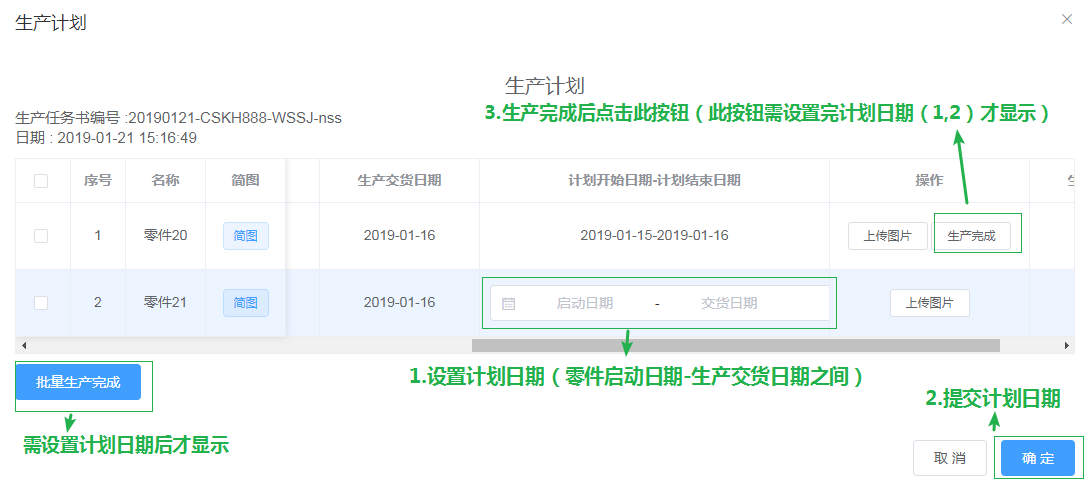 生产计划
生产计划
3.生产完成后点击此按钮（此按钮需设置完计划日期（1,2）才显示）
生产任务书编号 :20190121-CSKH888-WSSJ-nss
日期 : 2019-01-21 15:16:49
序号 名称 简图 生产交货日期 计划开始日期-计划结束日期 操作
1 零件20 简图 2019-01-16 2019-01-15-2019-01-16 上传图片 生产完成
2 零件21 简图 2019-01-16 启动日期 - 交货日期 上传图片
批量生产完成
1.设置计划日期（零件启动日期-生产交货日期之间）
2.提交计划日期
需设置计划日期后才显示
取 消 确 定